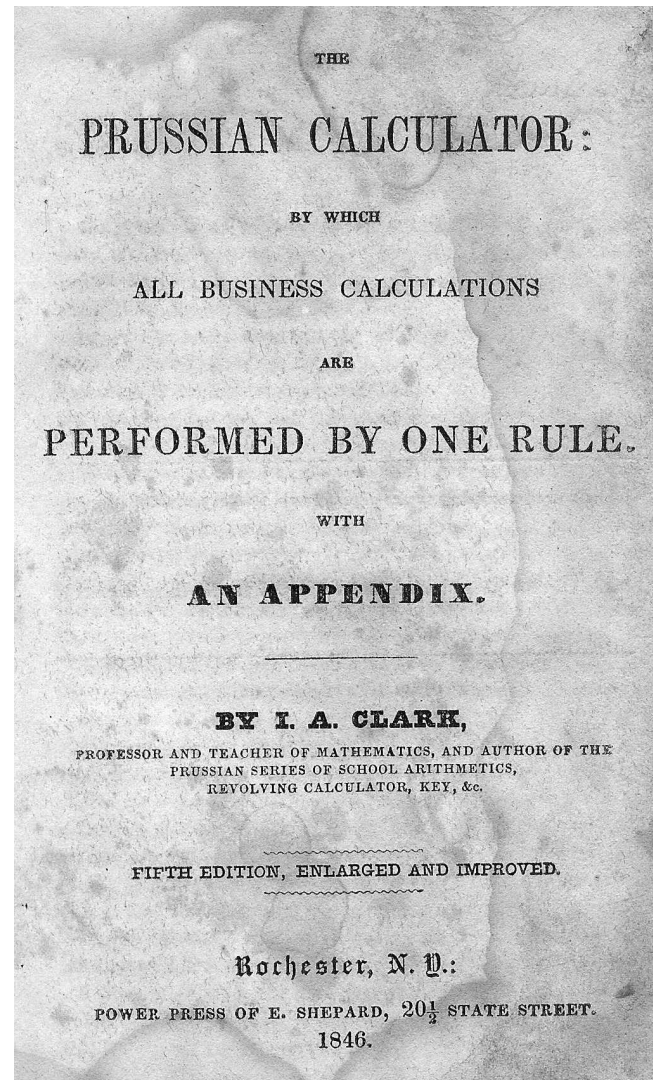 THE
PRUSSIAN CALCULATOR:
BY WHICH
ALL BUSINESS CALCULATIONS
ARE
PERFORMED BY ONE RULE.
WITH
AN APPENDIX.
BY I. A. CLARK,
PROFESSOR AND TEACHER OF MATHEMATICS, AND AUTHOR OF THE
PRUSSIAN SERIES OF SCHOOL ARITHMETICS,
REVOLVING CALCULATOR, KEY, &c.
FIFTH EDITION, ENLARGED AND IMPROVED.
Rochester, N. Y.:
POWER PRESS OF E. SHEPARD, 20½ STATE STREET.
1846.